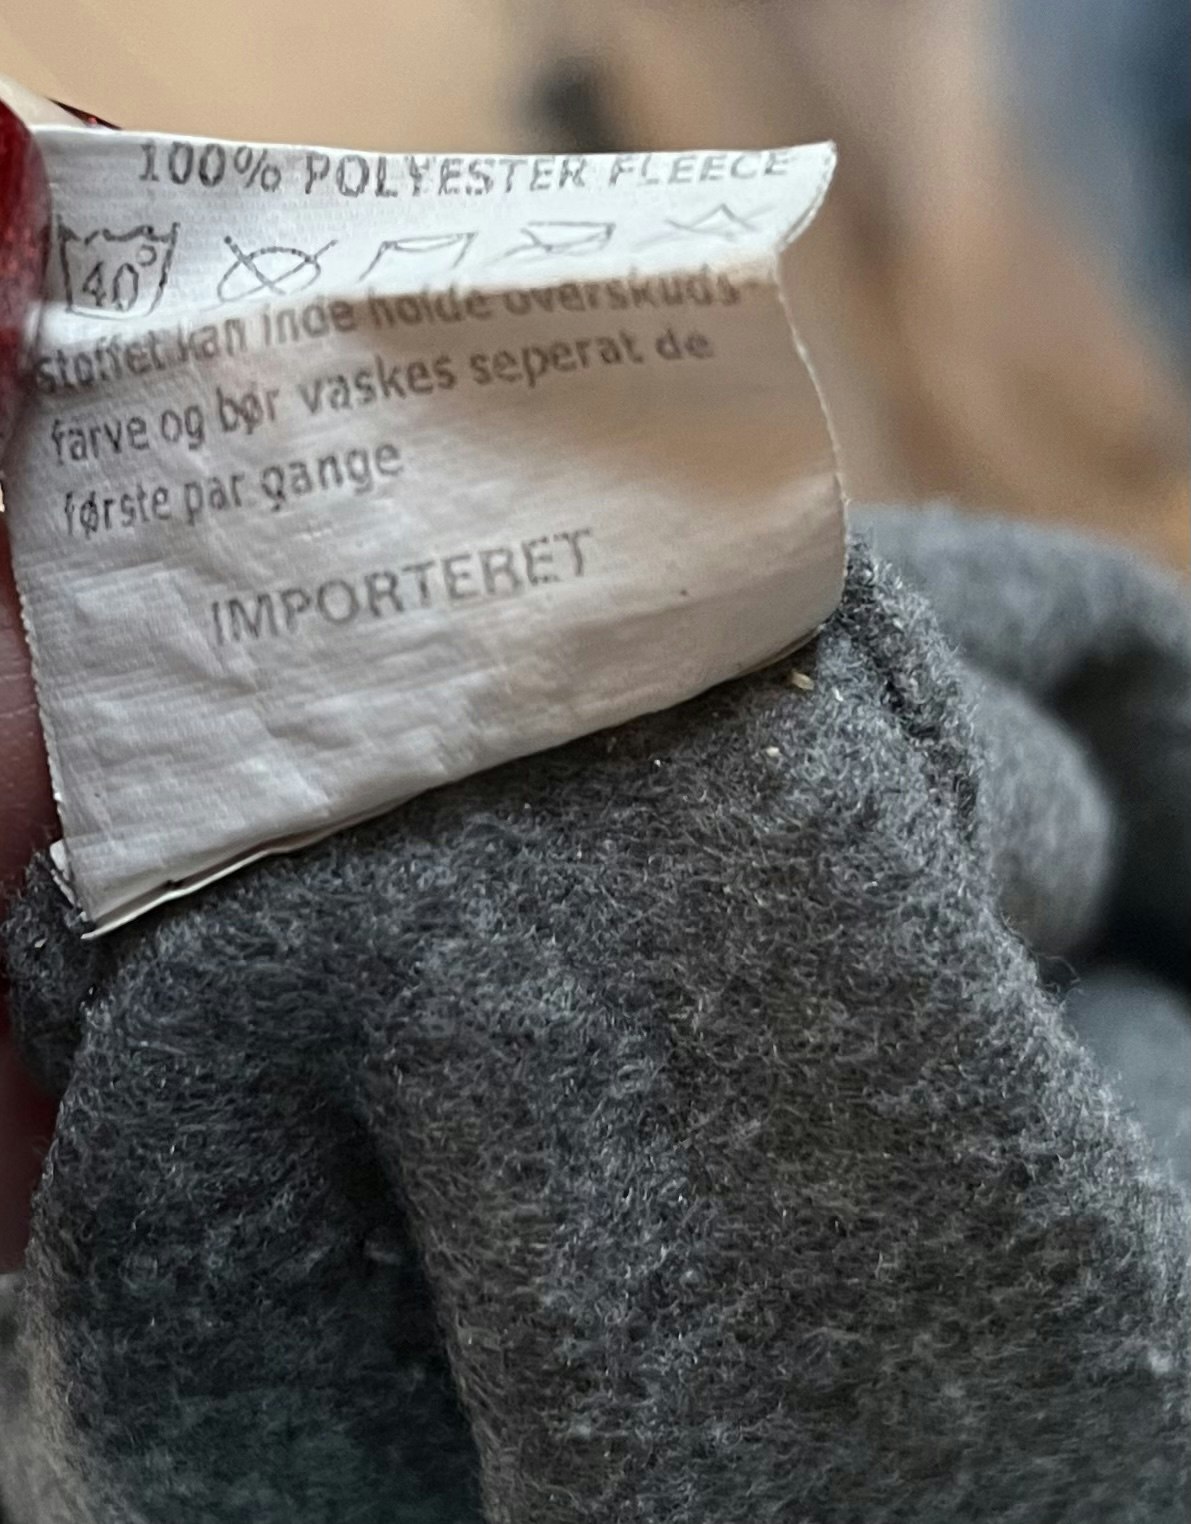 100% POLYESTER FLEECE
40°
stoffet kan inde holde overskuds-
farve og bør vaskes seperat de
første par gange
IMPORTERET